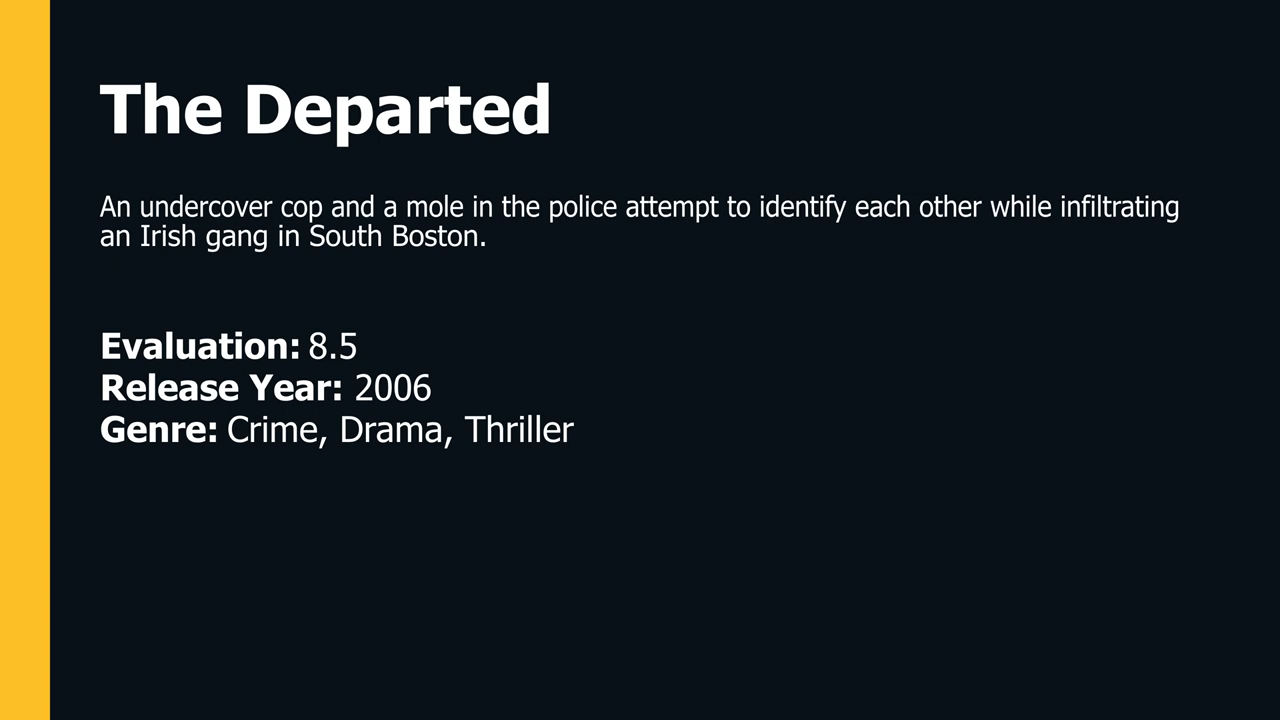 The Departed
An undercover cop and a mole in the police attempt to identify each other while infiltrating
an Irish gang in South Boston.
Evaluation: 8.5
Release Year: 2006
Genre: Crime, Drama, Thriller